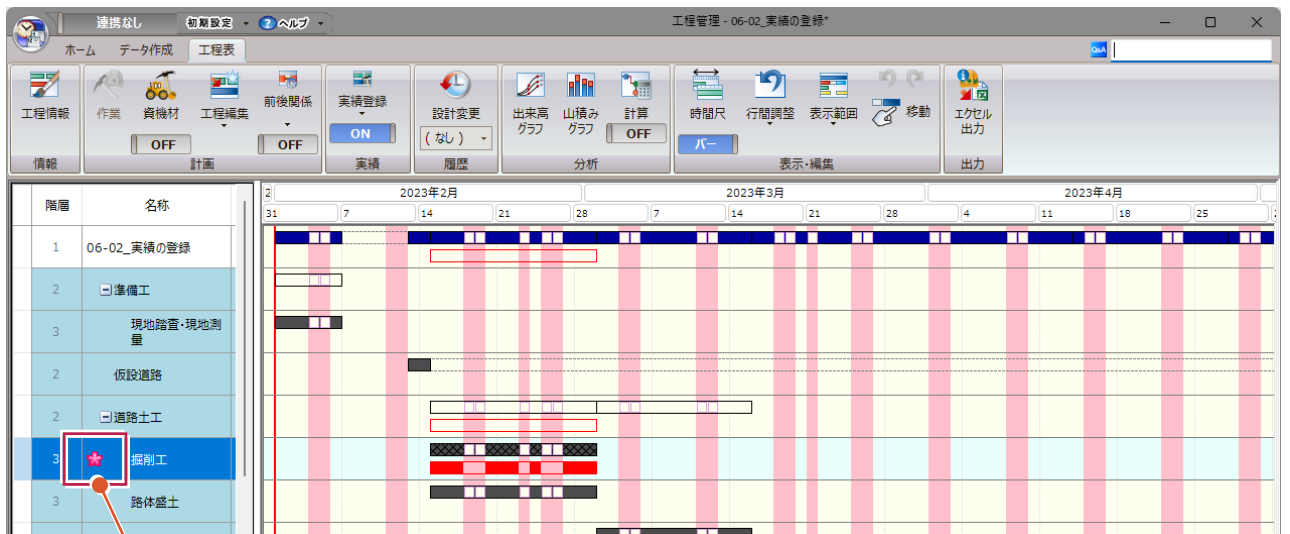 連携なし 初期設定 ?ヘルプ 工程管理 - 06-02_実績の登録*
ホーム データ作成 工程表 Q&A
工程情報 作業 資機材 工程編集 前後関係 実績登録 設計変更 出来高グラフ 山積みグラフ 計算 時間尺 行間調整 表示範囲 移動 エクセル出力
OFF OFF ON (なし) OFF バー
情報 計画 実績 履歴 分析 表示・編集 出力
階層 名称 2 2023年2月 2023年3月 2023年4月
31 7 14 21 28 7 14 21 28 4 11 18 25
1 06-02_実績の登録
2 準備工
3 現地踏査・現地測量
2 仮設道路
2 道路土工
3 掘削工
3 路体盛土